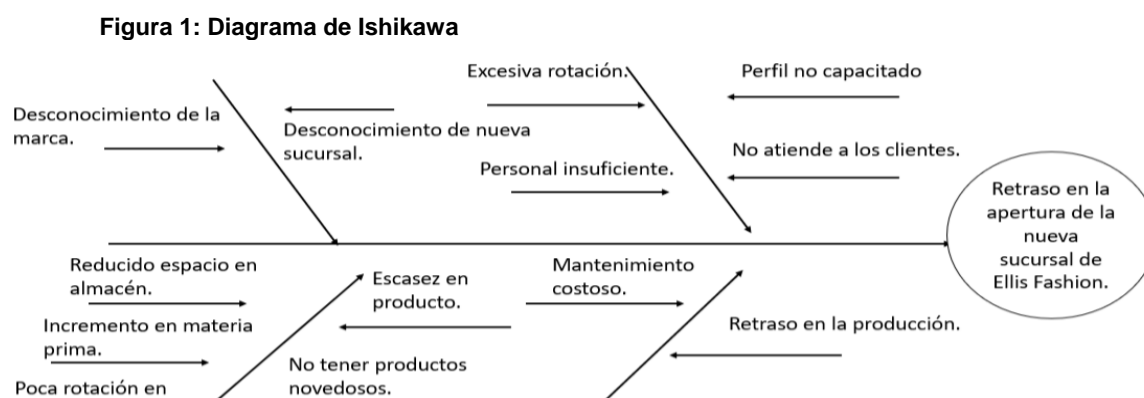 Figura 1: Diagrama de Ishikawa
Excesiva rotación.
Perfil no capacitado
Desconocimiento de la
marca.
Desconocimiento de nueva
sucursal.
Personal insuficiente.
No atiende a los clientes.
Retraso en la
apertura de la
nueva
sucursal de
Ellis Fashion.
Reducido espacio en
almacén.
Escasez en
producto.
Mantenimiento
costoso.
Incremento en materia
prima.
Retraso en la producción.
No tener productos
novedosos.
Poca rotación en